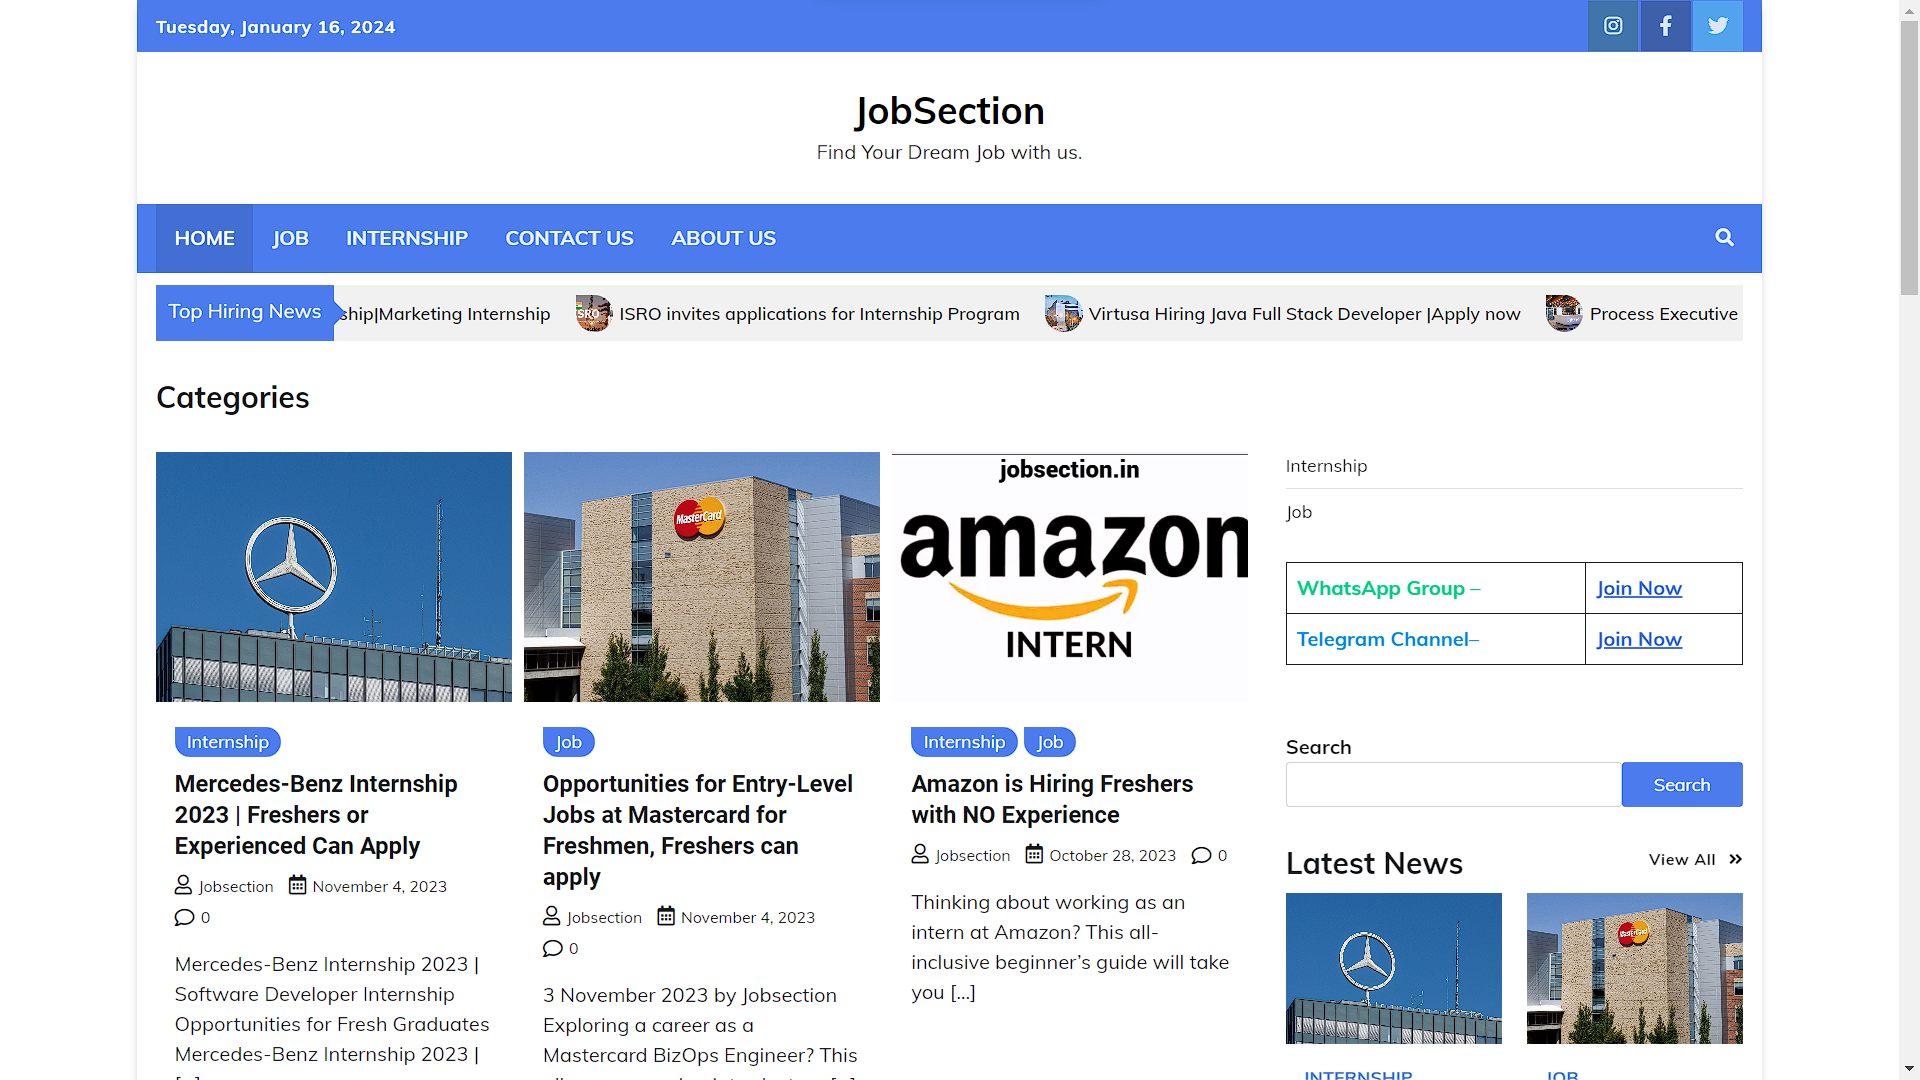 Tuesday, January 16, 2024
JobSection
Find Your Dream Job with us.
HOME
JOB
INTERNSHIP
CONTACT US
ABOUT US
Top Hiring News
ship|Marketing Internship
ISRO
ISRO invites applications for Internship Program
Virtusa Hiring Java Full Stack Developer |Apply now
Process Executive
Categories
MasterCard
jobsection.in
amazon
INTERN
Internship
Mercedes-Benz Internship
2023 | Freshers or
Experienced Can Apply
Jobsection
November 4, 2023
0
Mercedes-Benz Internship 2023 |
Software Developer Internship
Opportunities for Fresh Graduates
Mercedes-Benz Internship 2023 |
Job
Opportunities for Entry-Level
Jobs at Mastercard for
Freshmen, Freshers can
apply
Jobsection
November 4, 2023
0
3 November 2023 by Jobsection
Exploring a career as a
Mastercard BizOps Engineer? This
Internship
Job
Amazon is Hiring Freshers
with NO Experience
Jobsection
October 28, 2023
0
Thinking about working as an
intern at Amazon? This all-
inclusive beginner’s guide will take
you […]
Internship
Job
WhatsApp Group –
Join Now
Telegram Channel–
Join Now
Search
Search
Latest News
View All
MasterCard
INTERNSHIP
JOB